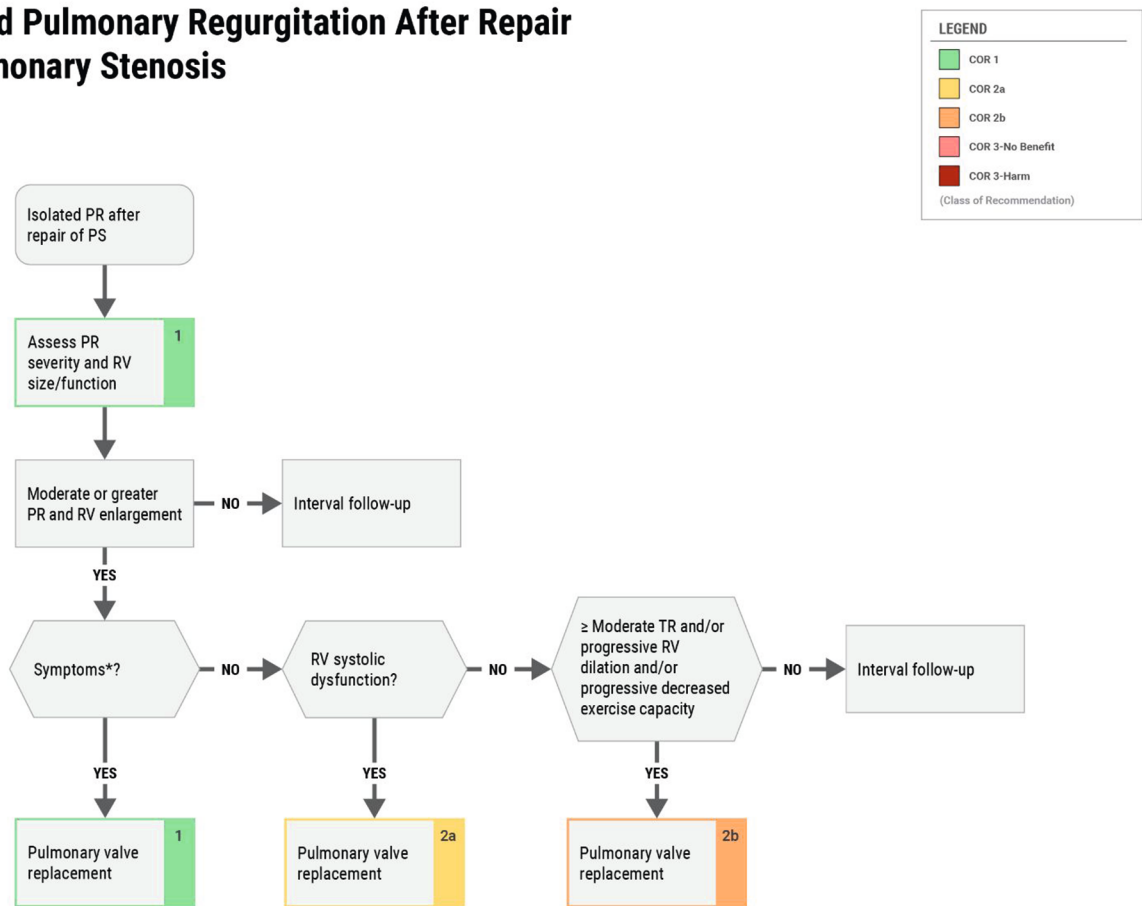 d Pulmonary Regurgitation After Repair
monary Stenosis
LEGEND
COR 1
COR 2a
COR 2b
COR 3-No Benefit
COR 3-Harm
(Class of Recommendation)
Isolated PR after
repair of PS
Assess PR
severity and RV
size/function
1
Moderate or greater
PR and RV enlargement
NO
Interval follow-up
YES
Symptoms*?
NO
RV systolic
dysfunction?
NO
≥ Moderate TR and/or
progressive RV
dilation and/or
progressive decreased
exercise capacity
NO
Interval follow-up
YES
YES
YES
Pulmonary valve
replacement
1
Pulmonary valve
replacement
2a
Pulmonary valve
replacement
2b